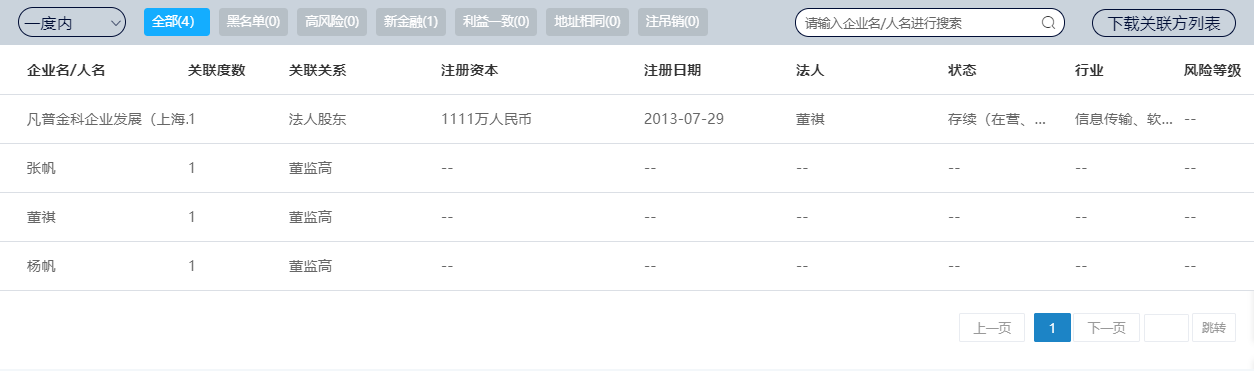 一度内 全部(4) 黑名单(0) 高风险(0) 新金融(1) 利益一致(0) 地址相同(0) 注吊销(0) 请输入企业名/人名进行搜索 下载关联方列表
企业名/人名 关联度数 关联关系 注册资本 注册日期 法人 状态 行业 风险等级
凡普金科企业发展（上海. 1 法人股东 1111万人民币 2013-07-29 董祺 存续（在营、... 信息传输、软... --
张帆 1 董监高 -- -- -- -- -- --
董祺 1 董监高 -- -- -- -- -- --
杨帆 1 董监高 -- -- -- -- -- --
上一页 1 下一页 跳转